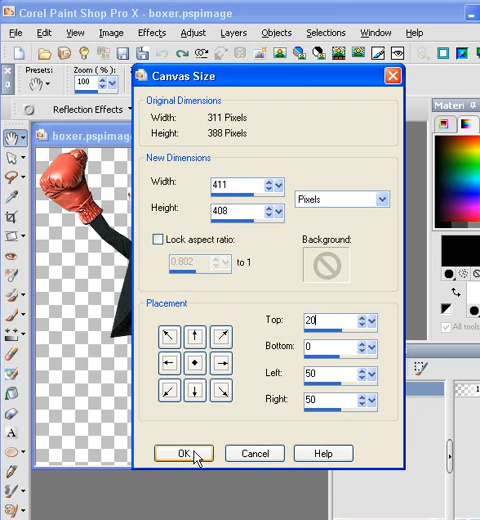 Corel Paint Shop Pro X - boxer.pspimage
File Edit View Image Effects Adjust Layers Objects Selections Window
Presets: Zoom (%):
100
Reflection Effects
boxer.pspimage
Materi
Canvas Size
Original Dimensions
Width: 311 Pixels
Height: 388 Pixels
New Dimensions
Width: 411
Pixels
Height: 408
Lock aspect ratio: Background:
0.802 to 1
Placement
Top: 20
Bottom: 0
Left: 50
Right: 50
OK Cancel Help
All tools